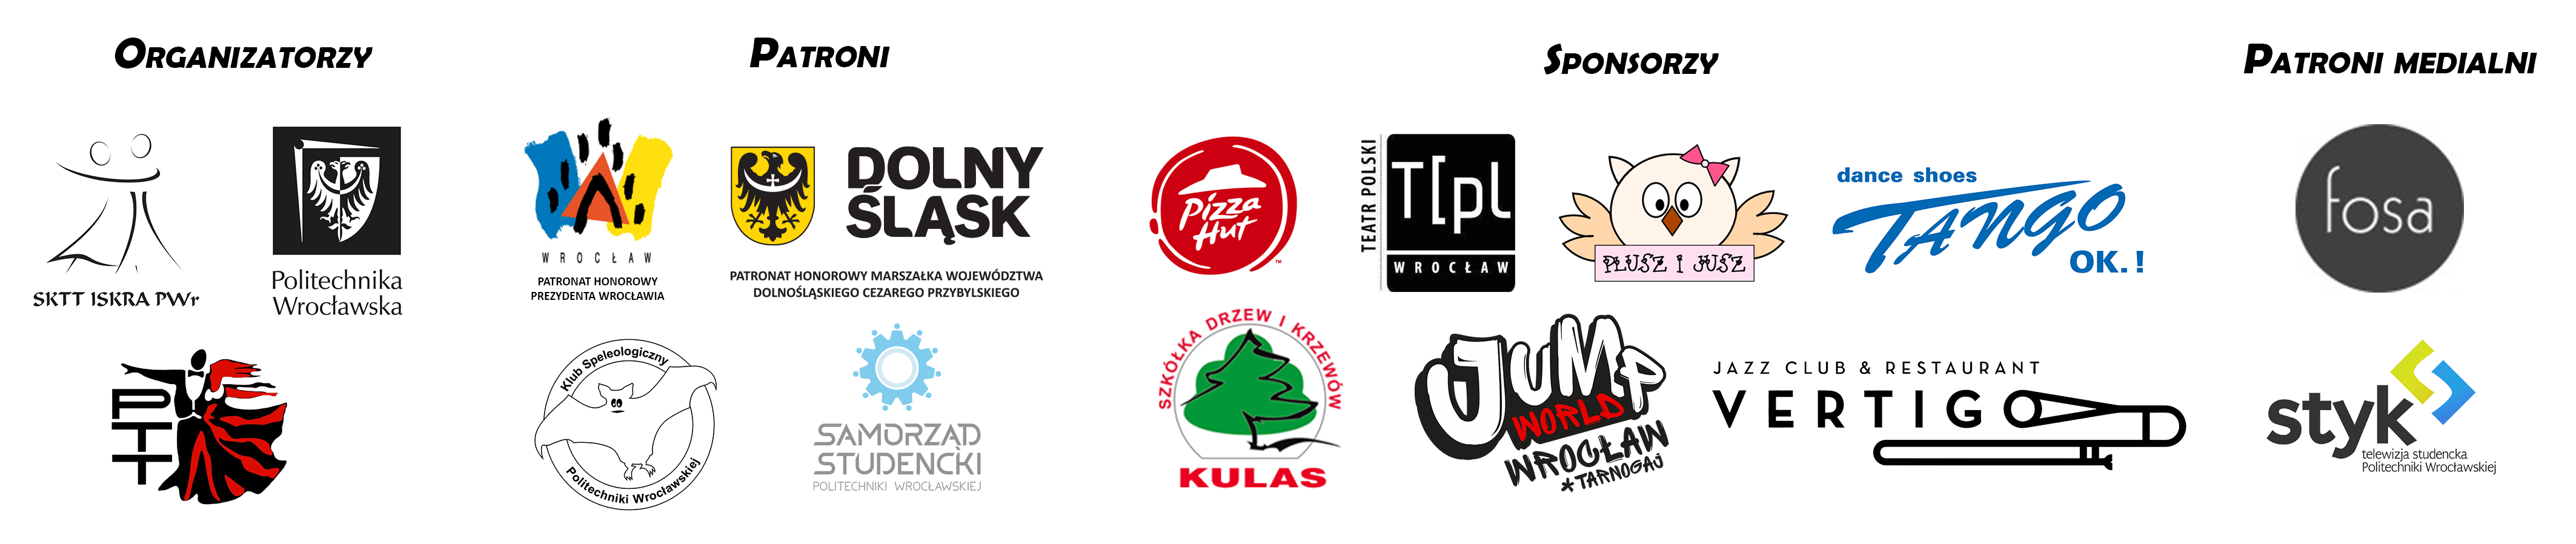 ORGANIZATORZY
SKTT ISKRA PWr
Politechnika
Wrocławska
PTT
PATRONI
WROCŁAW
PATRONAT HONOROWY
PREZYDENTA WROCŁAWIA
DOLNY
ŚLĄSK
PATRONAT HONOROWY MARSZAŁKA WOJEWÓDZTWA
DOLNOŚLĄSKIEGO CEZAREGO PRZYBYLSKIEGO
Klub Speleologiczny
Politechniki Wrocławskiej
SAMORZĄD
STUDENCKI
POLITECHNIKI WROCŁAWSKIEJ
SPONSORZY
Pizza
Hut
TM
TEATR POLSKI
T[pl
WROCŁAW
PLUSZ I JUSZ
dance shoes
TANGO
OK.!
SZKÓŁKA DRZEW I KRZEWÓW
KULAS
JUMP
WORLD
WROCŁAW
*TARNOGAJ
JAZZ CLUB & RESTAURANT
VERTIGO
PATRONI MEDIALNI
fosa
styk
telewizja studencka
Politechniki Wrocławskiej